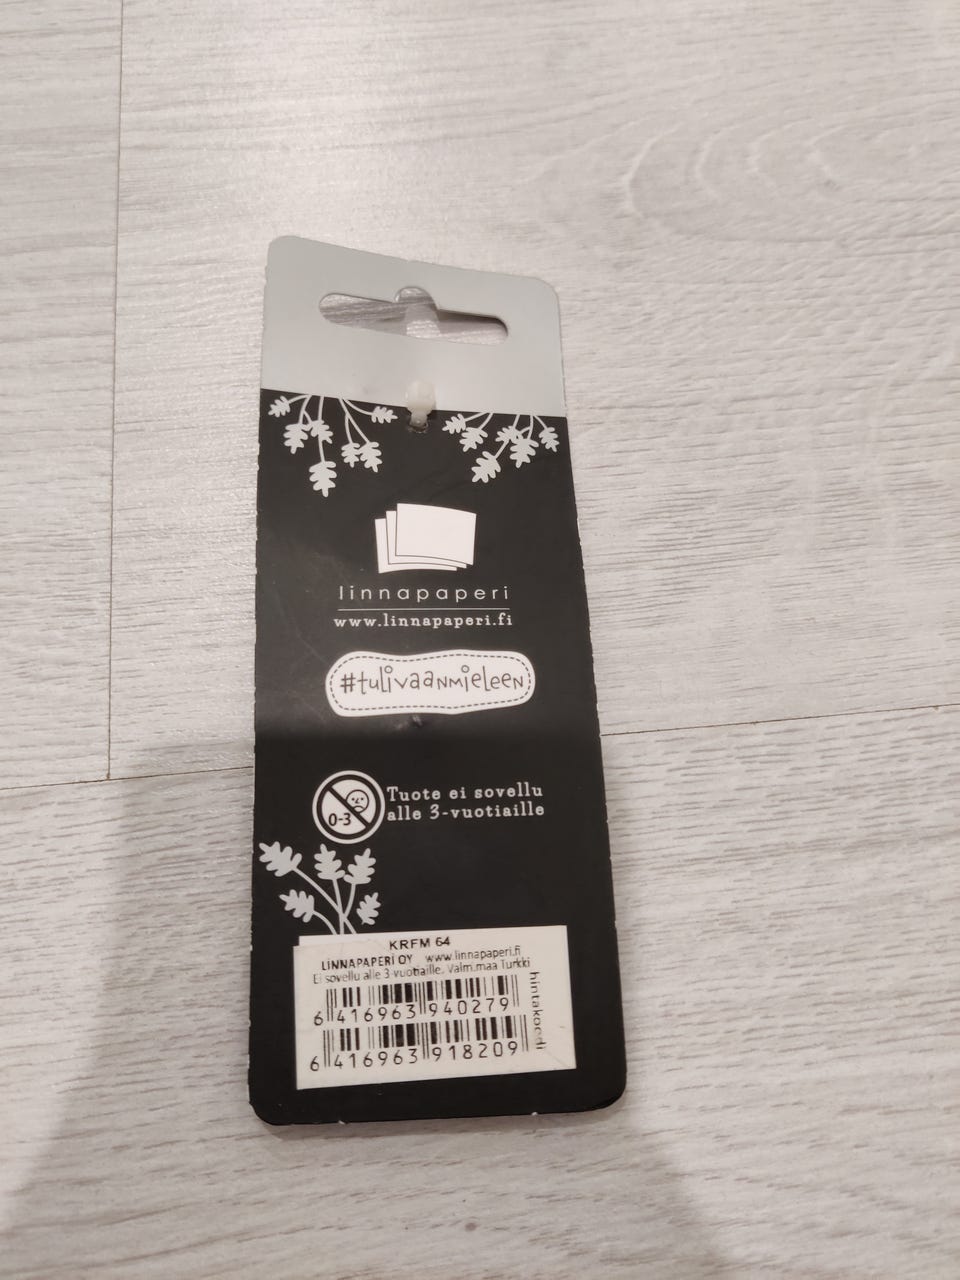 linnapaperi
www.linnapaperi.fi
#tulivaanmieleen
0-3
Tuote ei sovellu
alle 3-vuotiaille
KRFM 64
LINNAPAPERI OY www.linnapaperi.fi
Ei sovellu alle 3-vuotiaille. Valm.maa Turkki
6 416963 940279
6 416963 918209
hintakoodi